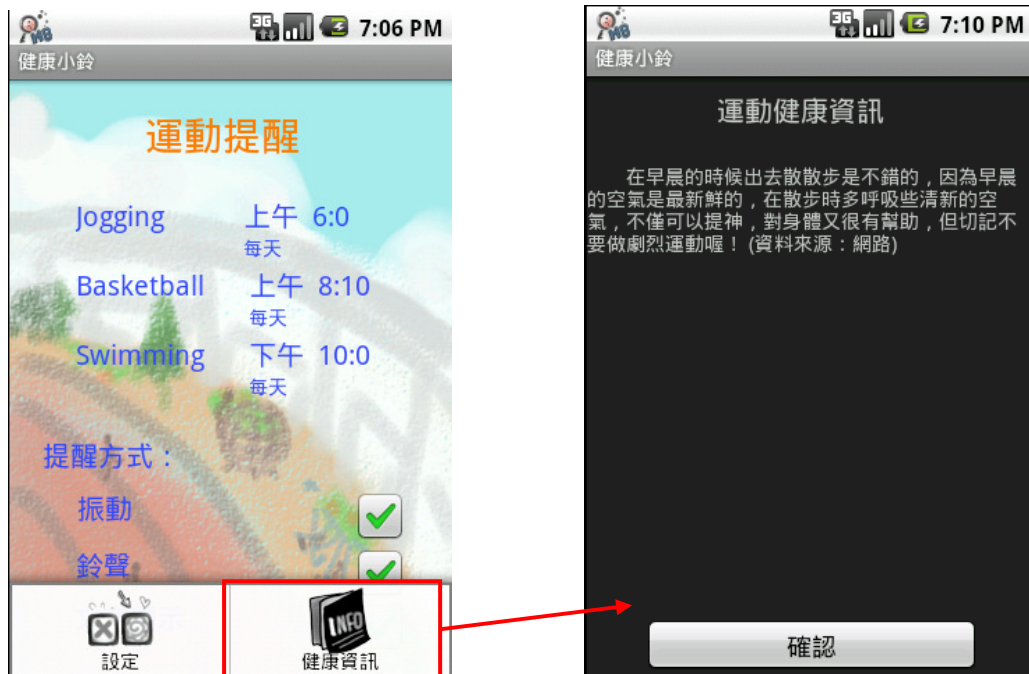 3G 7:06 PM
健康小鈴
運動提醒
Jogging 上午 6:0
每天
Basketball 上午 8:10
每天
Swimming 下午 10:0
每天
提醒方式：
振動
鈴聲
設定
INFO
健康資訊
3G 7:10 PM
健康小鈴
運動健康資訊
在早晨的時候出去散散步是不錯的，因為早晨
的空氣是最新鮮的，在散步時多呼吸些清新的空
氣，不僅可以提神，對身體又很有幫助，但切記不
要做劇烈運動喔！(資料來源：網路)
確認